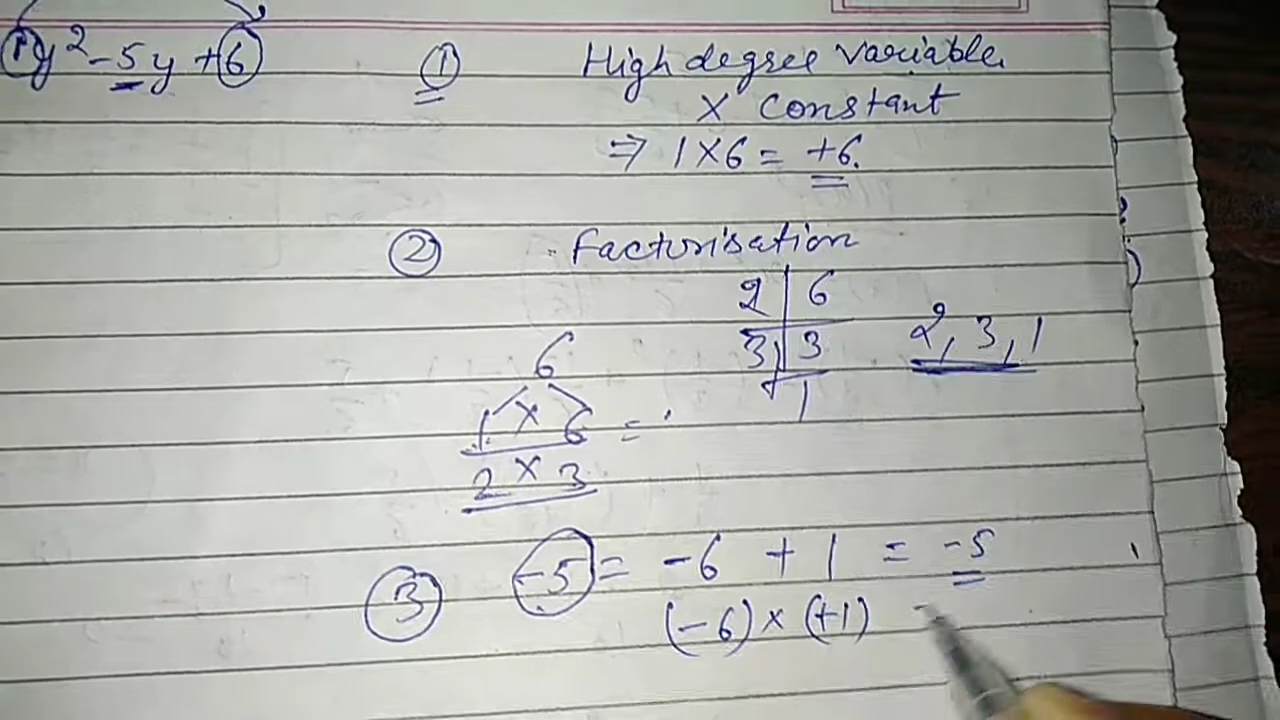 1y² - 5y + 6
① High degree variable
x constant
⇒ 1 x 6 = +6.
② Factorisation
2 | 6
3 | 3
1
2, 3, 1
6
1 x 6 =
2 x 3
③ -5 = -6 + 1 = -5
(-6) x (+1)